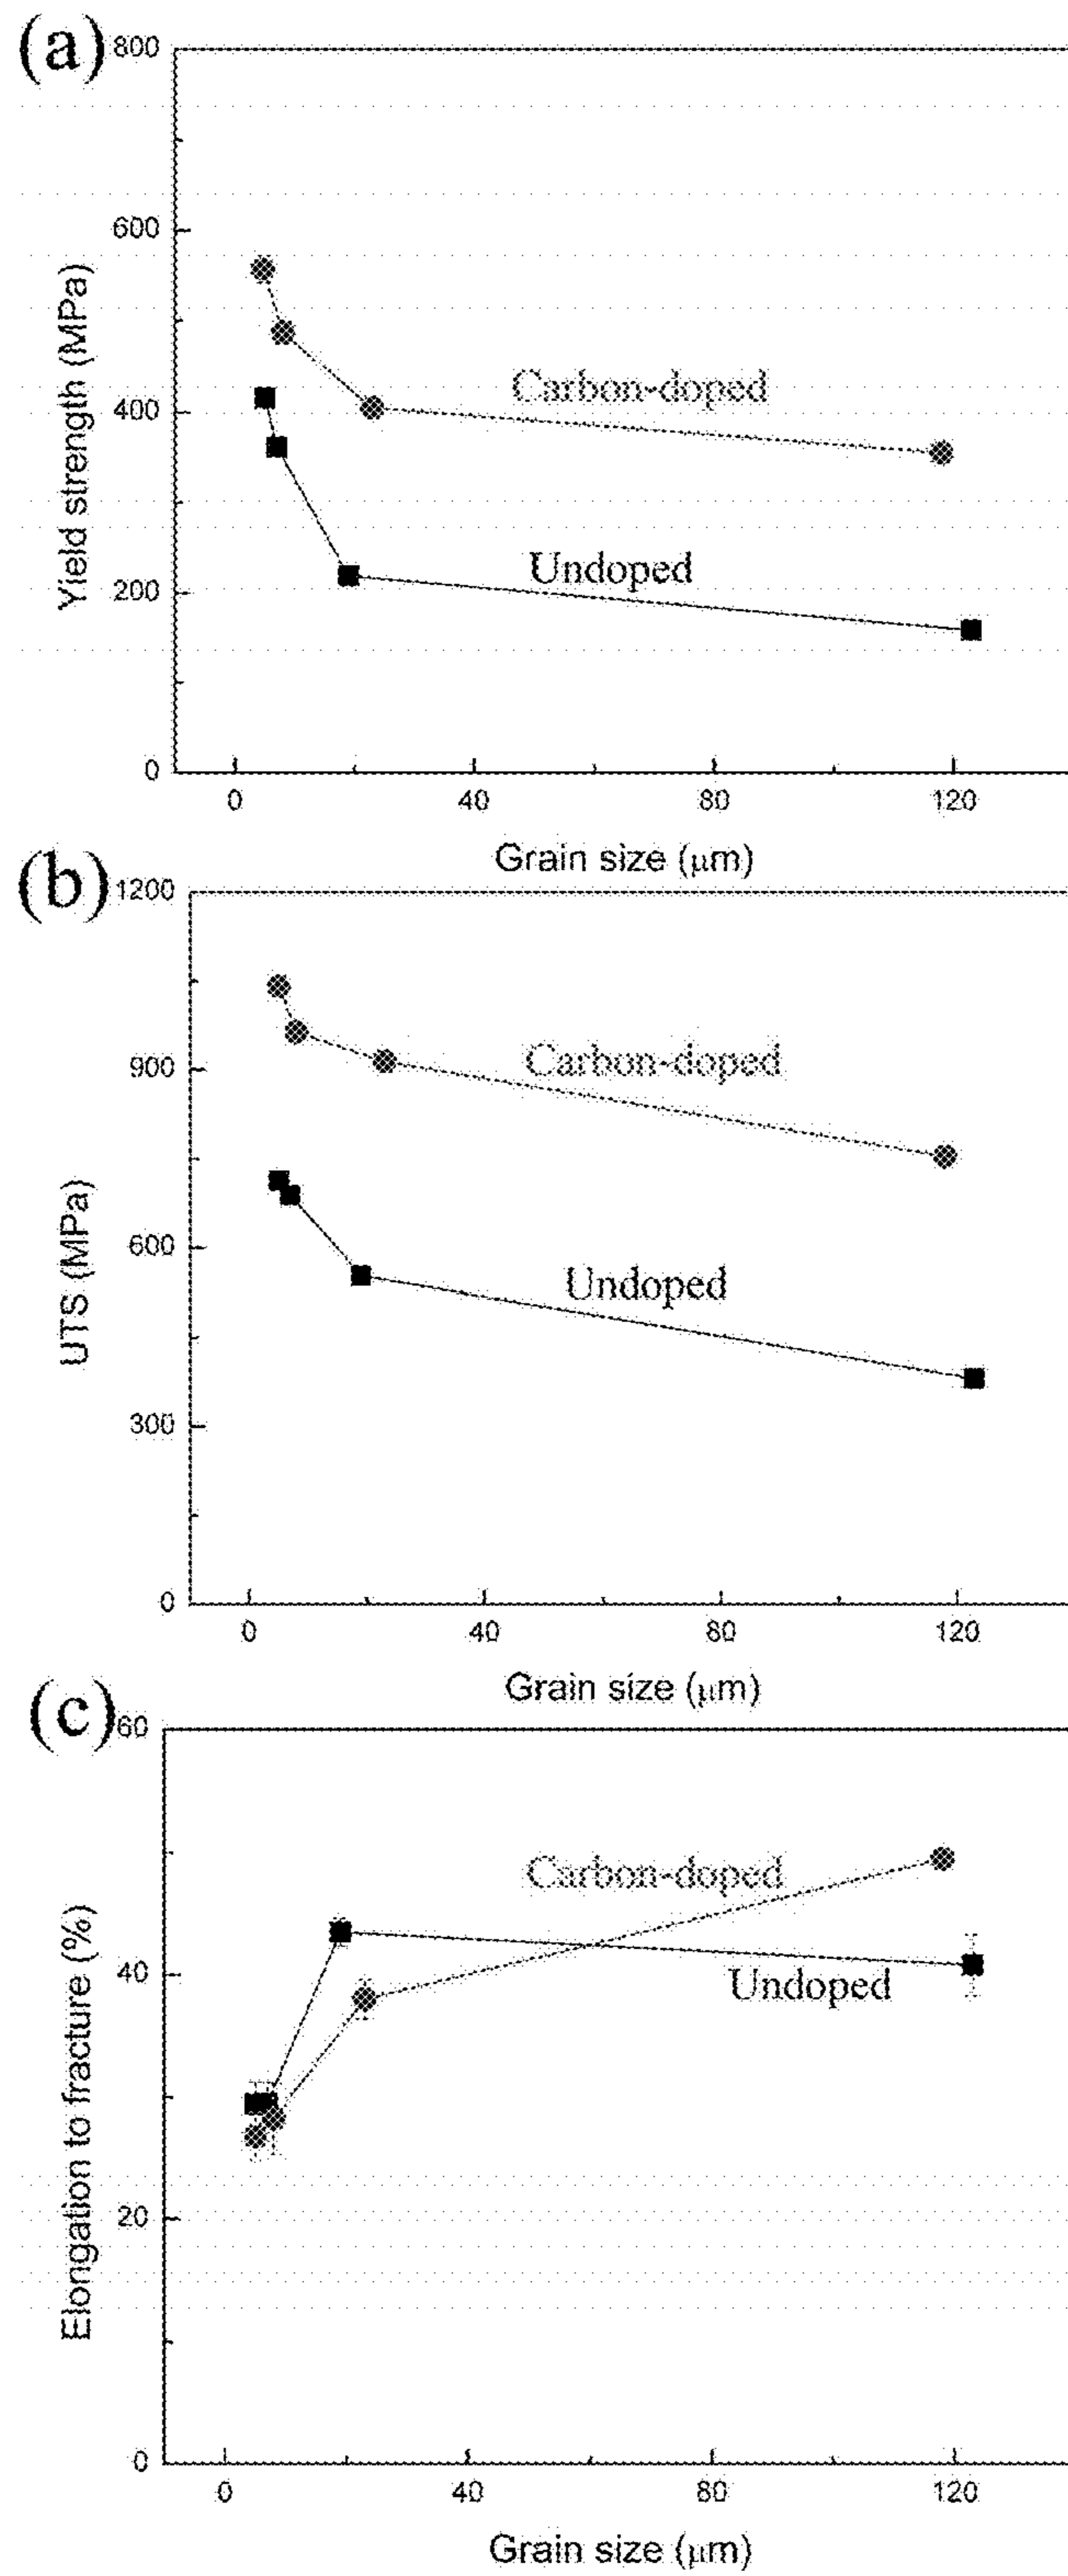 (a)
800
600
400
200
0
Yield strength (MPa)
Carbon-doped
Undoped
0 40 80 120
Grain size (μm)
(b)
1200
900
600
300
0
UTS (MPa)
Carbon-doped
Undoped
0 40 80 120
Grain size (μm)
(c)
60
40
20
0
Elongation to fracture (%)
Carbon-doped
Undoped
0 40 80 120
Grain size (μm)